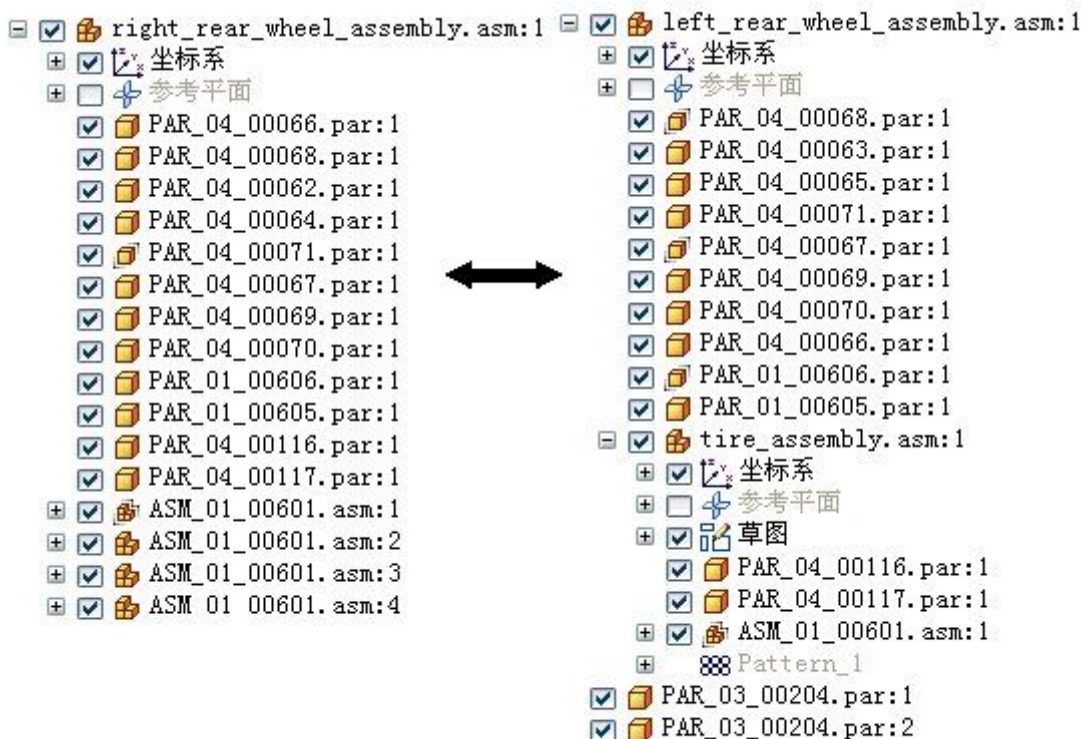 right_rear_wheel_assembly.asm:1
坐标系
参考平面
PAR_04_00066.par:1
PAR_04_00068.par:1
PAR_04_00062.par:1
PAR_04_00064.par:1
PAR_04_00071.par:1
PAR_04_00067.par:1
PAR_04_00069.par:1
PAR_04_00070.par:1
PAR_01_00606.par:1
PAR_01_00605.par:1
PAR_04_00116.par:1
PAR_04_00117.par:1
ASM_01_00601.asm:1
ASM_01_00601.asm:2
ASM_01_00601.asm:3
ASM 01 00601.asm:4
left_rear_wheel_assembly.asm:1
坐标系
参考平面
PAR_04_00068.par:1
PAR_04_00063.par:1
PAR_04_00065.par:1
PAR_04_00071.par:1
PAR_04_00067.par:1
PAR_04_00069.par:1
PAR_04_00070.par:1
PAR_04_00066.par:1
PAR_01_00606.par:1
PAR_01_00605.par:1
tire_assembly.asm:1
坐标系
参考平面
草图
PAR_04_00116.par:1
PAR_04_00117.par:1
ASM_01_00601.asm:1
Pattern_1
PAR_03_00204.par:1
PAR_03_00204.par:2